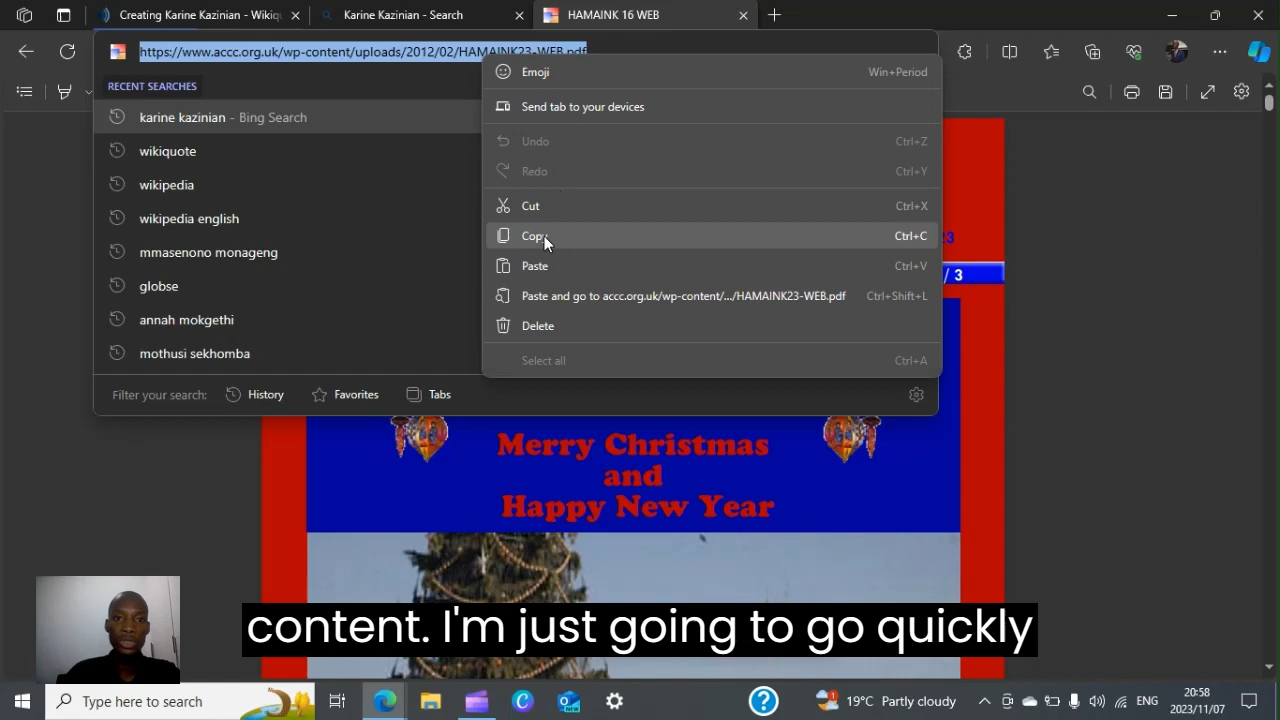 Creating Karine Kazinian - Wikiqu
Karine Kazinian - Search
HAMAINK 16 WEB
https://www.accc.org.uk/wp-content/uploads/2012/02/HAMAINK23-WEB.pdf
RECENT SEARCHES
karine kazinian - Bing Search
wikiquote
wikipedia
wikipedia english
mmasenono monageng
globse
annah mokgethi
mothusi sekhomba
Filter your search:
History
Favorites
Tabs
Emoji Win+Period
Send tab to your devices
Undo Ctrl+Z
Redo Ctrl+Y
Cut Ctrl+X
Copy Ctrl+C
Paste Ctrl+V
Paste and go to accc.org.uk/wp-content/.../HAMAINK23-WEB.pdf Ctrl+Shift+L
Delete
Select all Ctrl+A
/ 3
Merry Christmas
and
Happy New Year
content. I'm just going to go quickly
Type here to search
19°C Partly cloudy
ENG
20:58
2023/11/07